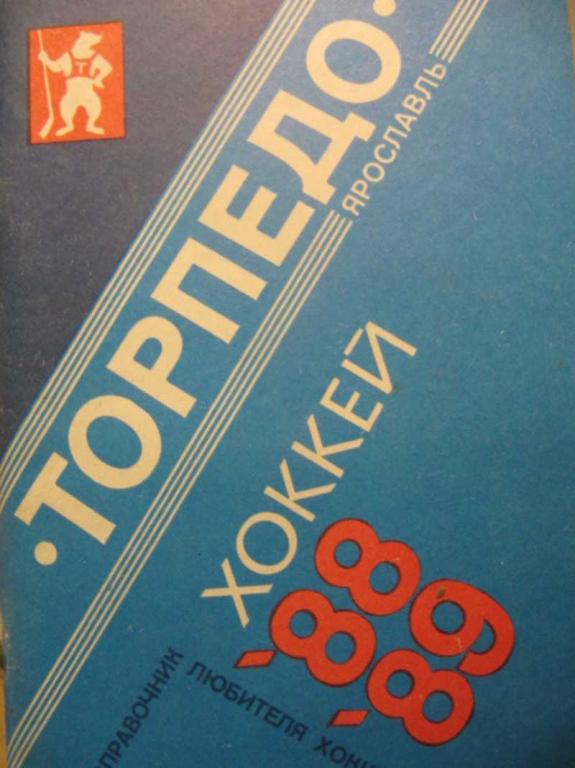 Т
•ТОРПЕДО•
ЯРОСЛАВЛЬ
ХОККЕЙ
'88
'89
СПРАВОЧНИК ЛЮБИТЕЛЯ